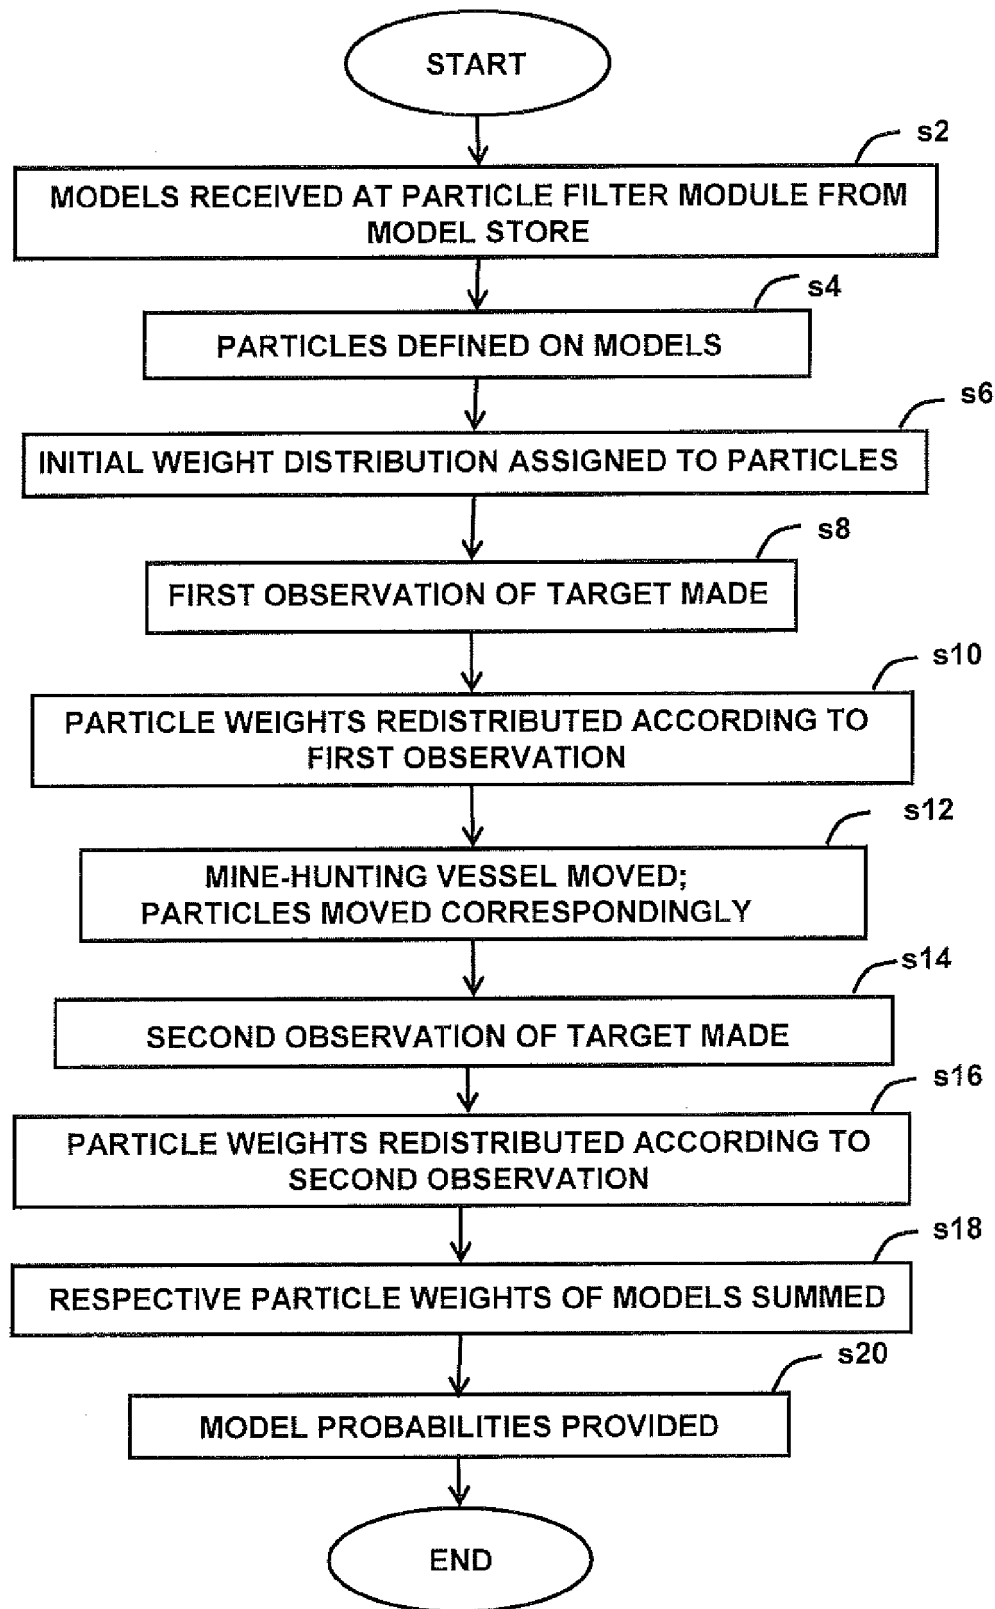 START
s2
MODELS RECEIVED AT PARTICLE FILTER MODULE FROM
MODEL STORE
s4
PARTICLES DEFINED ON MODELS
s6
INITIAL WEIGHT DISTRIBUTION ASSIGNED TO PARTICLES
s8
FIRST OBSERVATION OF TARGET MADE
s10
PARTICLE WEIGHTS REDISTRIBUTED ACCORDING TO
FIRST OBSERVATION
s12
MINE-HUNTING VESSEL MOVED;
PARTICLES MOVED CORRESPONDINGLY
s14
SECOND OBSERVATION OF TARGET MADE
s16
PARTICLE WEIGHTS REDISTRIBUTED ACCORDING TO
SECOND OBSERVATION
s18
RESPECTIVE PARTICLE WEIGHTS OF MODELS SUMMED
s20
MODEL PROBABILITIES PROVIDED
END